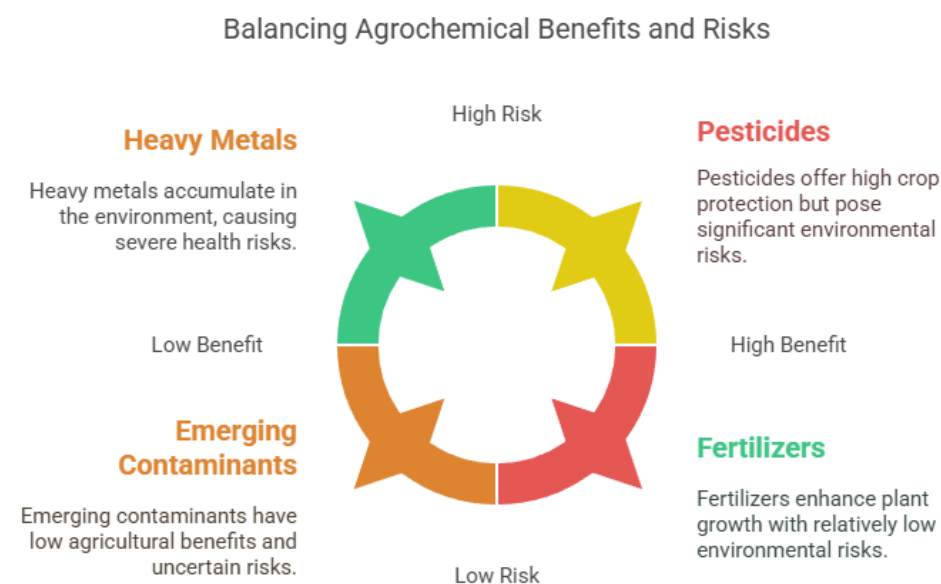 Balancing Agrochemical Benefits and Risks
High Risk
Heavy Metals
Heavy metals accumulate in
the environment, causing
severe health risks.
Pesticides
Pesticides offer high crop
protection but pose
significant environmental
risks.
Low Benefit
High Benefit
Emerging
Contaminants
Emerging contaminants have
low agricultural benefits and
uncertain risks.
Fertilizers
Fertilizers enhance plant
growth with relatively low
environmental risks.
Low Risk